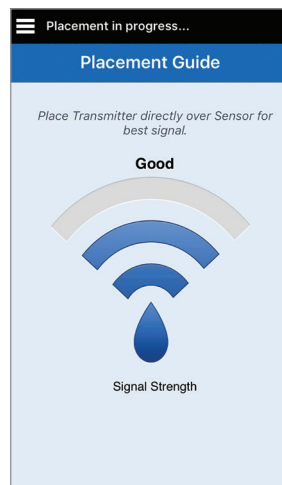 Placement in progress...
Placement Guide
Place Transmitter directly over Sensor for
best signal.
Good
Signal Strength